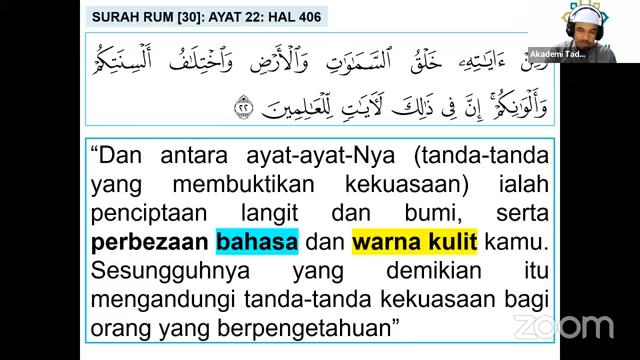 SURAH RUM [30]: AYAT 22: HAL 406
ءَايَٰتِهِۦ خَلْقُ ٱلسَّمَٰوَٰتِ وَٱلْأَرْضِ وَٱخْتِلَٰفُ أَلْسِنَتِكُمْ
وَأَلْوَٰنِكُمْ ۚ إِنَّ فِى ذَٰلِكَ لَءَايَٰتٍ لِّلْعَٰلِمِينَ ٢٢
“Dan antara ayat-ayat-Nya (tanda-tanda
yang membuktikan kekuasaan) ialah
penciptaan langit dan bumi, serta
perbezaan bahasa dan warna kulit kamu.
Sesungguhnya yang demikian itu
mengandungi tanda-tanda kekuasaan bagi
orang yang berpengetahuan”
Akademi Tad...
zoom